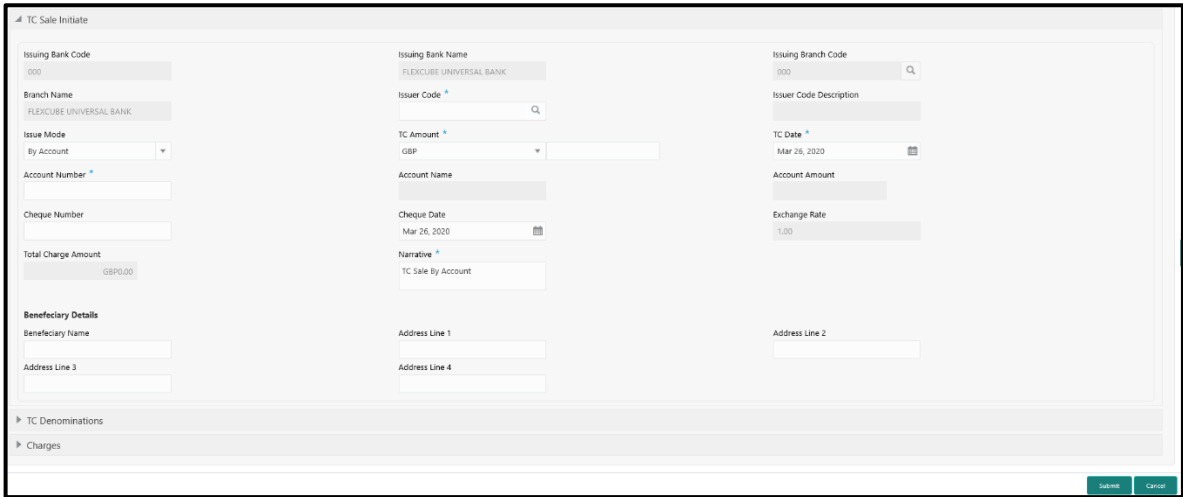 TC Sale Initiate
Issuing Bank Code Issuing Bank Name Issuing Branch Code
000 FLEXCUBE UNIVERSAL BANK 000
Branch Name Issuer Code * Issuer Code Description
FLEXCUBE UNIVERSAL BANK
Issue Mode TC Amount * TC Date *
By Account GBP Mar 26, 2020
Account Number * Account Name Account Amount
Cheque Number Cheque Date Exchange Rate
Mar 26, 2020 1.00
Total Charge Amount Narrative *
GBP0.00 TC Sale By Account
Benefeciary Details
Benefeciary Name Address Line 1 Address Line 2
Address Line 3 Address Line 4
TC Denominations
Charges
Submit Cancel